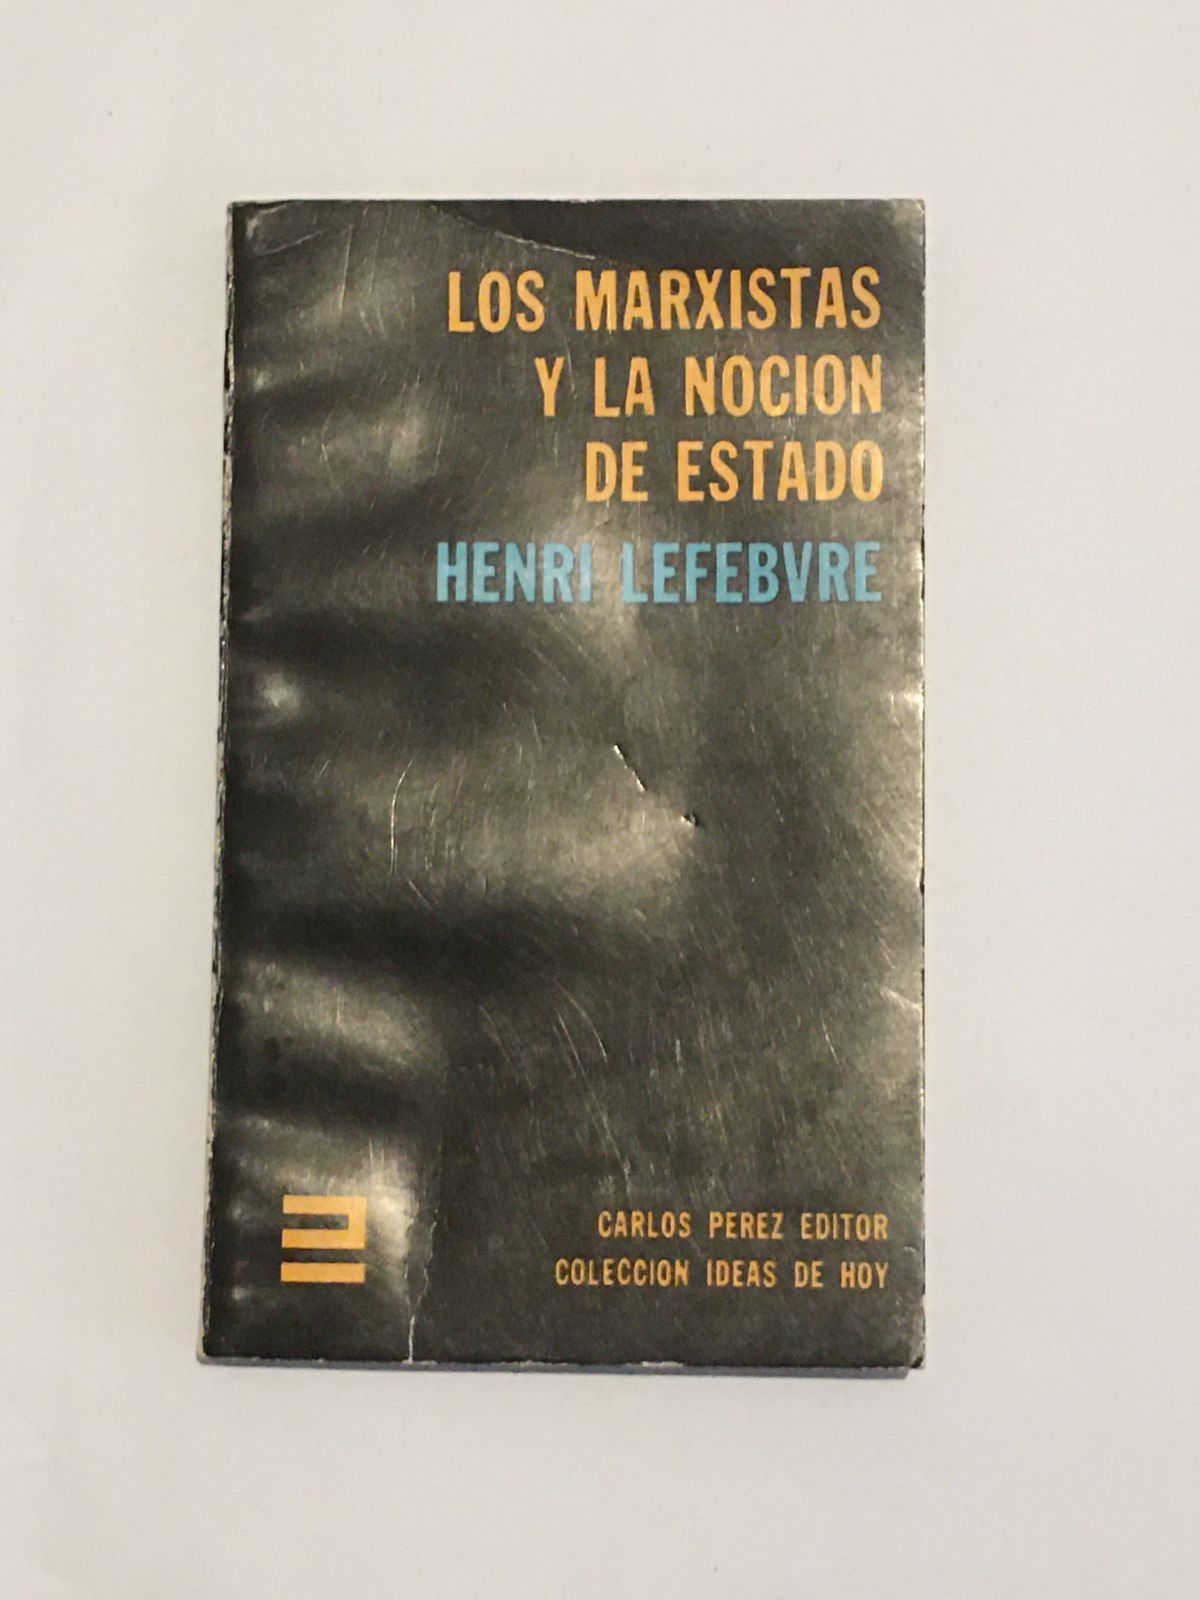 LOS MARXISTAS
Y LA NOCION
DE ESTADO
HENRI LEFEBVRE
CARLOS PEREZ EDITOR
COLECCION IDEAS DE HOY